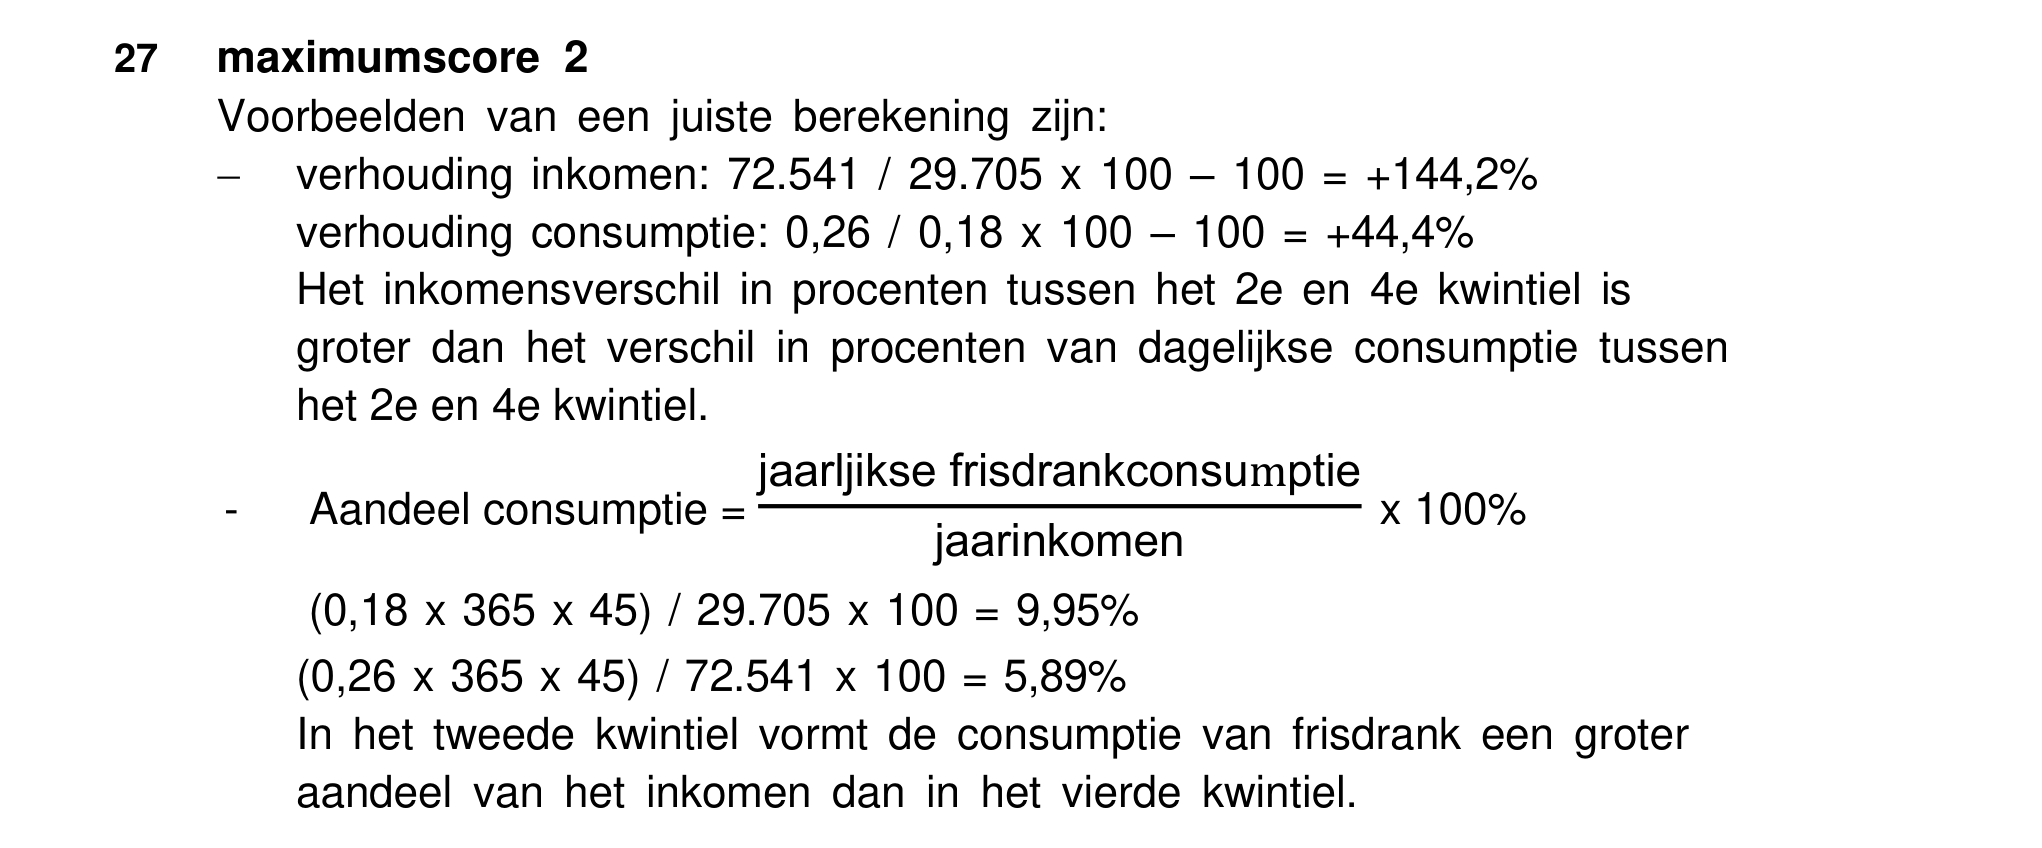 27 maximumscore 2
Voorbeelden van een juiste berekening zijn:
– verhouding inkomen: 72.541 / 29.705 x 100 – 100 = +144,2%
verhouding consumptie: 0,26 / 0,18 x 100 – 100 = +44,4%
Het inkomensverschil in procenten tussen het 2e en 4e kwintiel is
groter dan het verschil in procenten van dagelijkse consumptie tussen
het 2e en 4e kwintiel.
jaarljikse frisdrankconsumptie
- Aandeel consumptie = x 100%
jaarinkomen
(0,18 x 365 x 45) / 29.705 x 100 = 9,95%
(0,26 x 365 x 45) / 72.541 x 100 = 5,89%
In het tweede kwintiel vormt de consumptie van frisdrank een groter
aandeel van het inkomen dan in het vierde kwintiel.